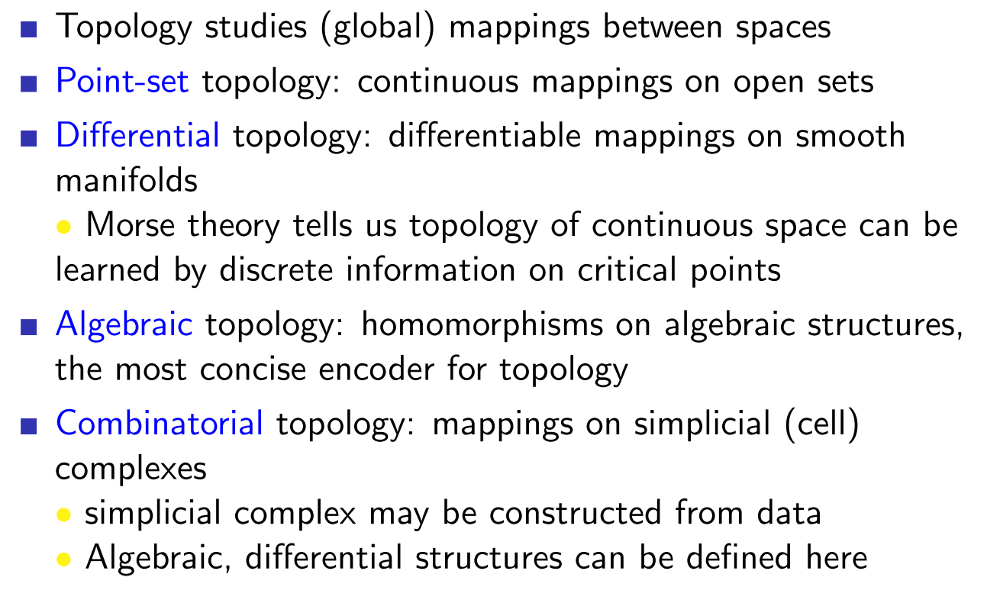 Topology studies (global) mappings between spaces
Point-set topology: continuous mappings on open sets
Differential topology: differentiable mappings on smooth
manifolds
Morse theory tells us topology of continuous space can be
learned by discrete information on critical points
Algebraic topology: homomorphisms on algebraic structures,
the most concise encoder for topology
Combinatorial topology: mappings on simplicial (cell)
complexes
simplicial complex may be constructed from data
Algebraic, differential structures can be defined here